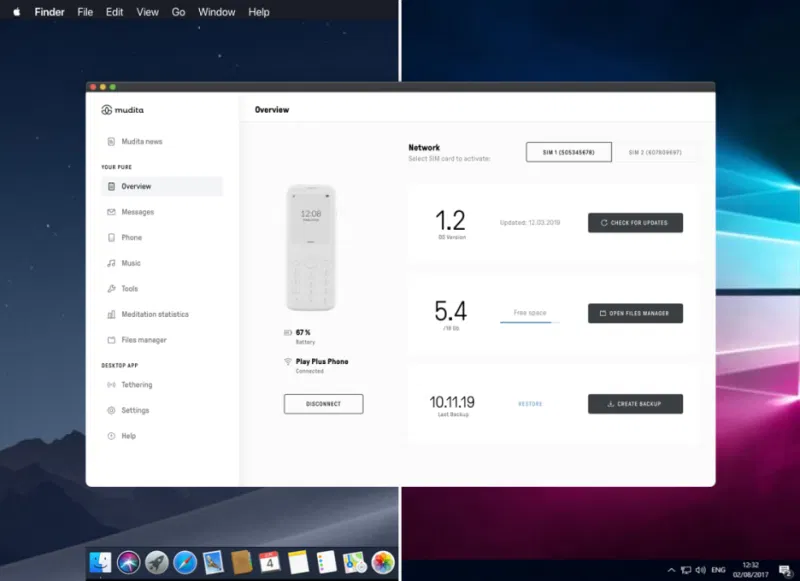 Finder File Edit View Go Window Help
mudita
Overview
Mudita news
YOUR PURE
Overview
Messages
Phone
Music
Tools
Meditation statistics
Files manager
DESKTOP APP
Tethering
Settings
Help
12:08
67 %
Battery
Play Plus Phone
Connected
DISCONNECT
Network
Select SIM card to activate:
SIM 1 (505345678)
1.2
OS Version
Updated: 12.03.2019
CHECK FOR UPDATES
5.4
/16 Gb
Free space
OPEN FILES MANAGER
10.11.19
Last Backup
RESTORE
CREATE BACKUP
4
ENG
12:32
02/08/2017